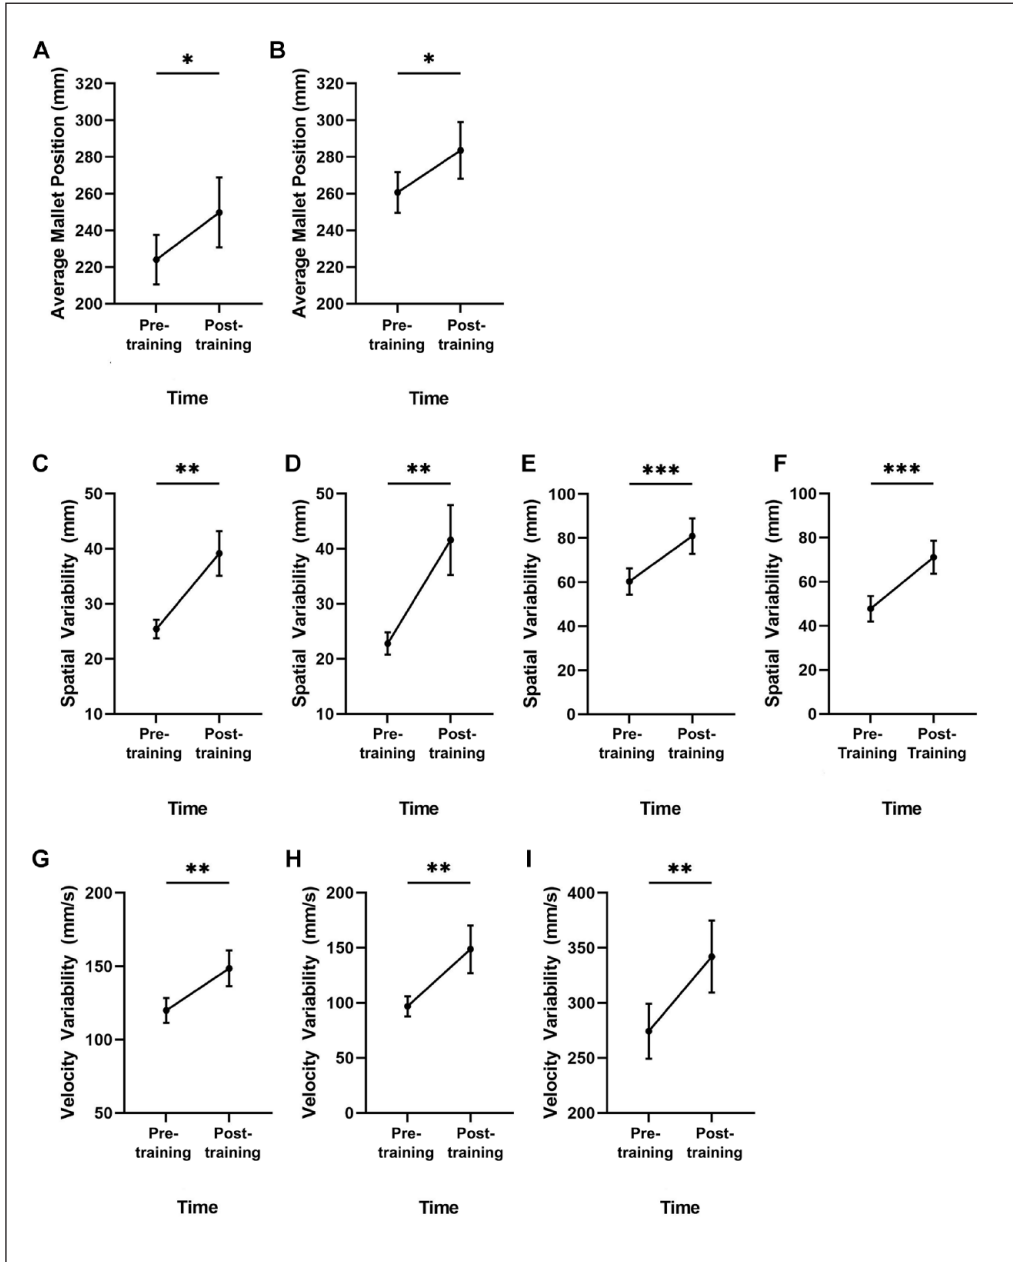 A
B
*
*
Average Mallet Position (mm)
320
300
280
260
240
220
200
Pre-
training
Post-
training
Time
Average Mallet Position (mm)
320
300
280
260
240
220
200
Pre-
training
Post-
training
Time
C
D
E
F
**
**
***
***
Spatial Variability (mm)
50
40
30
20
10
Pre-
training
Post-
training
Time
Spatial Variability (mm)
50
40
30
20
10
Pre-
training
Post-
training
Time
Spatial Variability (mm)
100
80
60
40
20
0
Pre-
training
Post-
training
Time
Spatial Variability (mm)
100
80
60
40
20
0
Pre-
Training
Post-
Training
Time
G
H
I
**
**
**
Velocity Variability (mm/s)
200
150
100
50
Pre-
training
Post-
training
Time
Velocity Variability (mm/s)
200
150
100
50
0
Pre-
training
Post-
training
Time
Velocity Variability (mm/s)
400
350
300
250
200
Pre-
training
Post-
training
Time